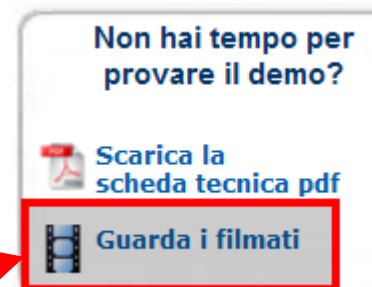 Non hai tempo per
provare il demo?
Scarica la
scheda tecnica pdf
Guarda i filmati